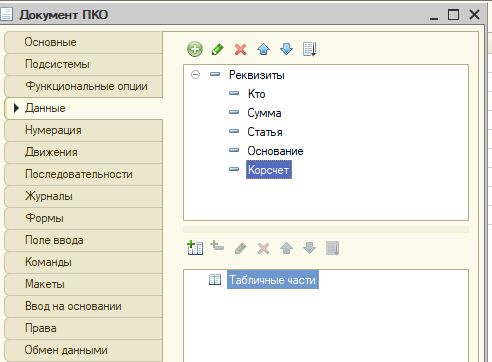 Документ ПКО
Основные
Подсистемы
Функциональные опции
Данные
Нумерация
Движения
Последовательности
Журналы
Формы
Поле ввода
Команды
Макеты
Ввод на основании
Права
Обмен данными
Реквизиты
Кто
Сумма
Статья
Основание
Корсчет
Табличные части